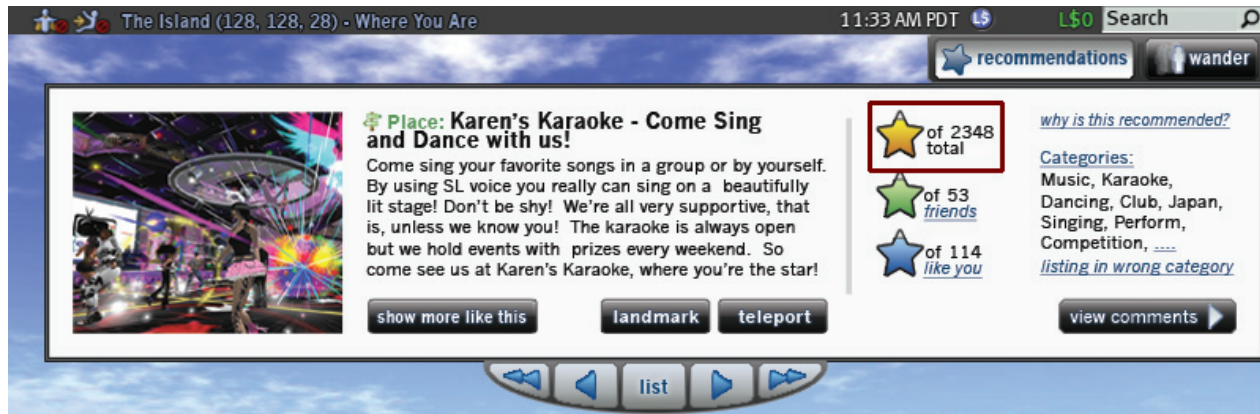 The Island (128, 128, 28) - Where You Are
11:33 AM PDT L$ L$0 Search
recommendations wander
Place: Karen's Karaoke - Come Sing
and Dance with us!
Come sing your favorite songs in a group or by yourself.
By using SL voice you really can sing on a beautifully
lit stage! Don't be shy! We're all very supportive, that
is, unless we know you! The karaoke is always open
but we hold events with prizes every weekend. So
come see us at Karen's Karaoke, where you're the star!
show more like this landmark teleport
of 2348
total
of 53
friends
of 114
like you
why is this recommended?
Categories:
Music, Karaoke,
Dancing, Club, Japan,
Singing, Perform,
Competition, ....
listing in wrong category
view comments
list